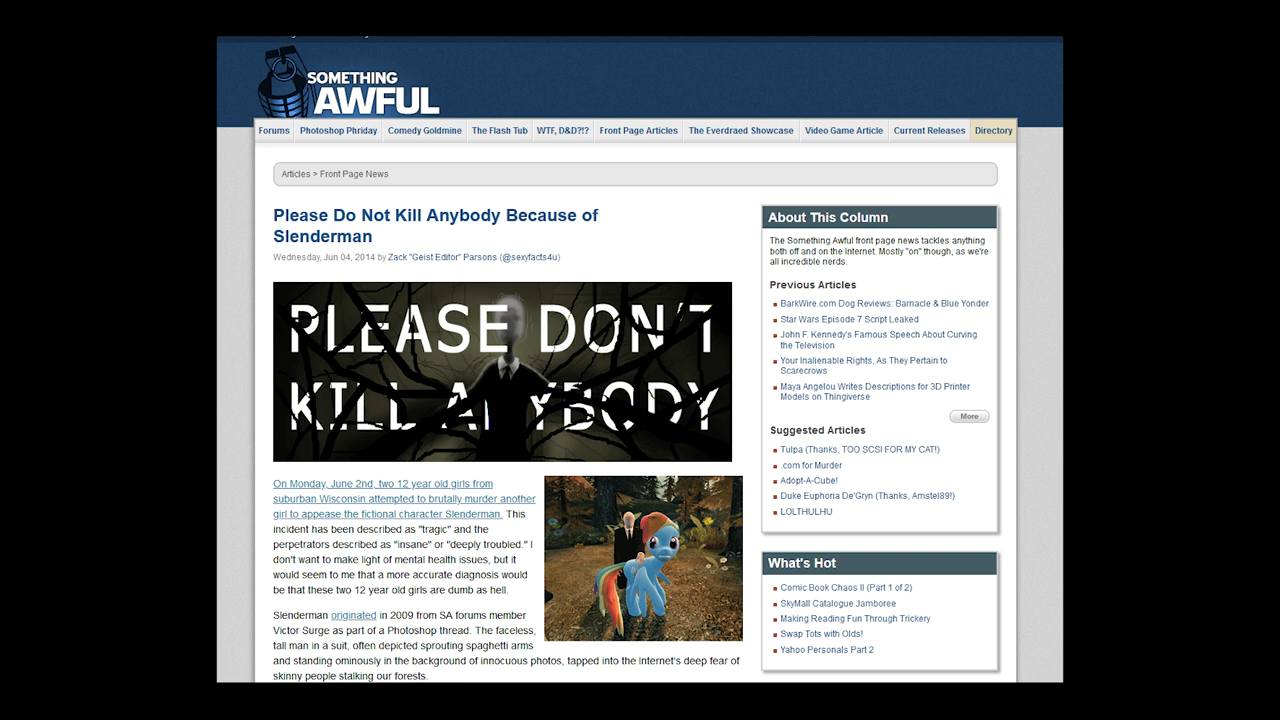 SOMETHING
AWFUL
Forums Photoshop Phriday Comedy Goldmine The Flash Tub WTF, D&D?!? Front Page Articles The Everdraed Showcase Video Game Article Current Releases Directory
Articles > Front Page News
Please Do Not Kill Anybody Because of
Slenderman
Wednesday, Jun 04, 2014 by Zack "Geist Editor" Parsons (@sexyfacts4u)
PLEASE DON'T
KILL ANYBODY
On Monday, June 2nd, two 12 year old girls from
suburban Wisconsin attempted to brutally murder another
girl to appease the fictional character Slenderman. This
incident has been described as "tragic" and the
perpetrators described as "insane" or "deeply troubled." I
don't want to make light of mental health issues, but it
would seem to me that a more accurate diagnosis would
be that these two 12 year old girls are dumb as hell.
Slenderman originated in 2009 from SA forums member
Victor Surge as part of a Photoshop thread. The faceless,
tall man in a suit, often depicted sprouting spaghetti arms
and standing ominously in the background of innocuous photos, tapped into the Internet's deep fear of
skinny people stalking our forests.
About This Column
The Something Awful front page news tackles anything
both off and on the Internet. Mostly "on" though, as we're
all incredible nerds.
Previous Articles
BarkWire.com Dog Reviews: Barnacle & Blue Yonder
Star Wars Episode 7 Script Leaked
John F. Kennedy's Famous Speech About Curving
the Television
Your Inalienable Rights, As They Pertain to
Scarecrows
Maya Angelou Writes Descriptions for 3D Printer
Models on Thingiverse
More
Suggested Articles
Tulpa (Thanks, TOO SCSI FOR MY CAT!)
.com for Murder
Adopt-A-Cube!
Duke Euphoria De'Gryn (Thanks, Amstel89!)
LOLTHULHU
What's Hot
Comic Book Chaos II (Part 1 of 2)
SkyMall Catalogue Jamboree
Making Reading Fun Through Trickery
Swap Tots with Olds!
Yahoo Personals Part 2